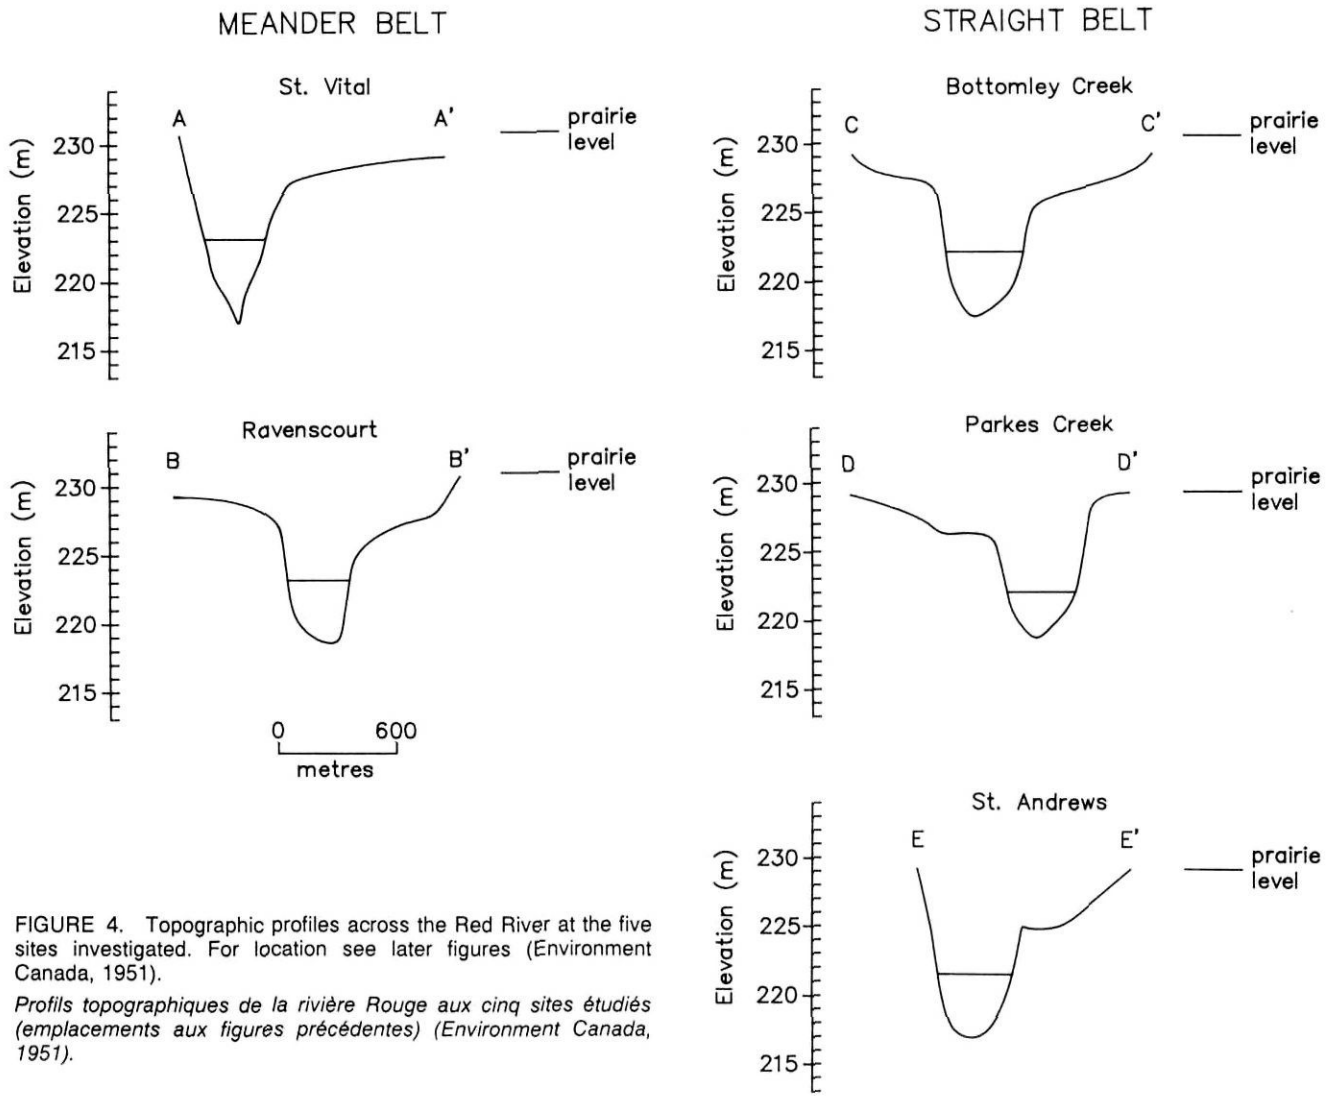 MEANDER BELT
St. Vital
A
A'
prairie
level
Elevation (m)
230
225
220
215
Ravenscourt
B
B'
prairie
level
Elevation (m)
230
225
220
215
0 600
metres
STRAIGHT BELT
Bottomley Creek
C
C'
prairie
level
Elevation (m)
230
225
220
215
Parkes Creek
D
D'
prairie
level
Elevation (m)
230
225
220
215
St. Andrews
E
E'
prairie
level
Elevation (m)
230
225
220
215
FIGURE 4. Topographic profiles across the Red River at the five
sites investigated. For location see later figures (Environment
Canada, 1951).
Profils topographiques de la rivière Rouge aux cinq sites étudiés
(emplacements aux figures précédentes) (Environment Canada,
1951).